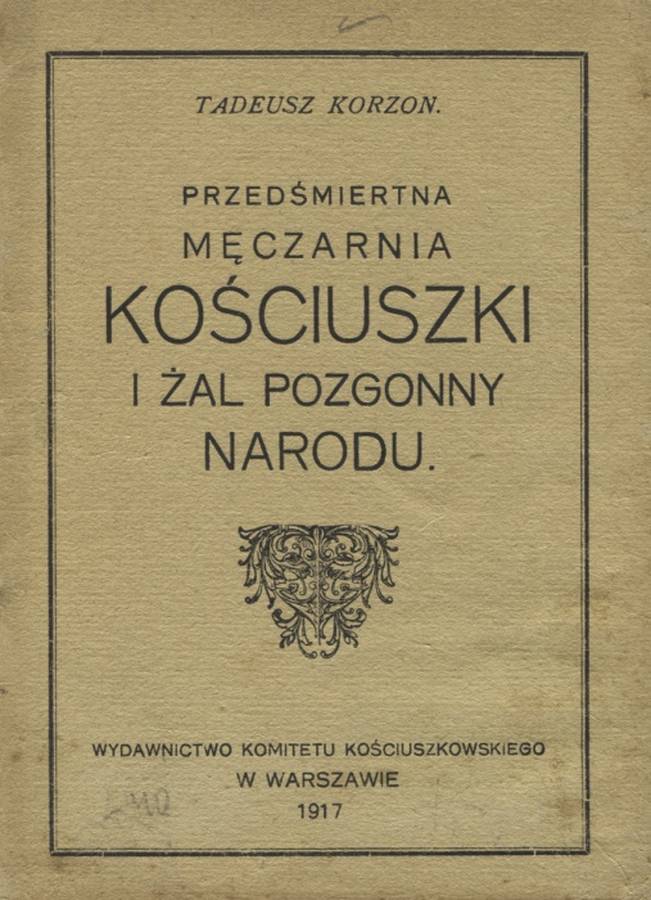 TADEUSZ KORZON.
PRZEDŚMIERTNA
MĘCZARNIA
KOŚCIUSZKI
I ŻAL POZGONNY
NARODU.
WYDAWNICTWO KOMITETU KOŚCIUSZKOWSKIEGO
W WARSZAWIE
1917